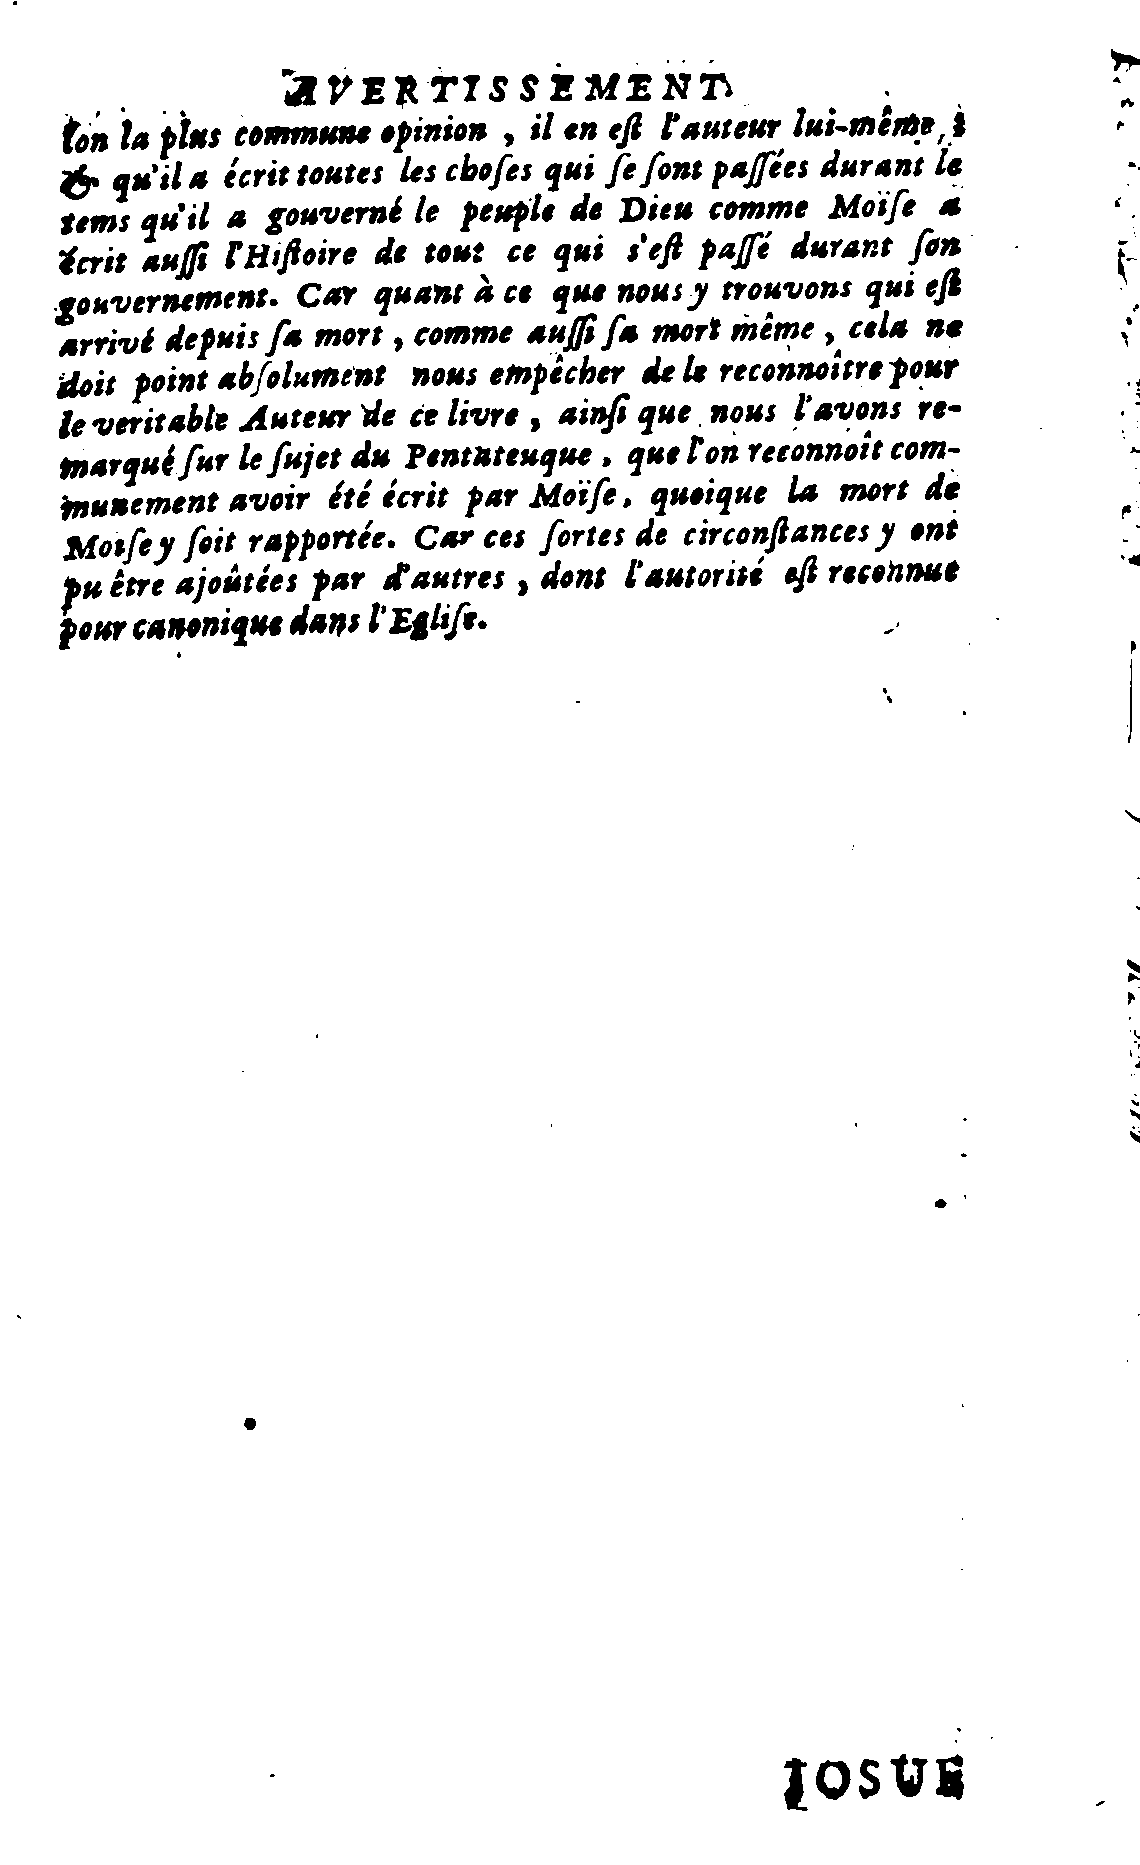 AVERTISSEMENT
lon la plus commune opinion, il en eſt l'auteur lui-même,
& qu'il a écrit toutes les choſes qui ſe ſont paſſées durant le
tems qu'il a gouverné le peuple de Dieu comme Moïſe a
écrit auſſi l'Hiſtoire de tout ce qui s'eſt paſſé durant ſon
gouvernement. Car quant à ce que nous y trouvons qui eſt
arrivé depuis ſa mort, comme auſſi ſa mort même, cela ne
doit point abſolument nous empêcher de le reconnoître pour
le veritable Auteur de ce livre, ainſi que nous l'avons re-
marqué ſur le ſujet du Pentateuque, que l'on reconnoît com-
munement avoir été écrit par Moïſe, quoique la mort de
Moïſe y ſoit rapportée. Car ces ſortes de circonſtances y ont
pu être ajoûtées par d'autres, dont l'autorité eſt reconnue
pour canonique dans l'Egliſe.
JOSUE